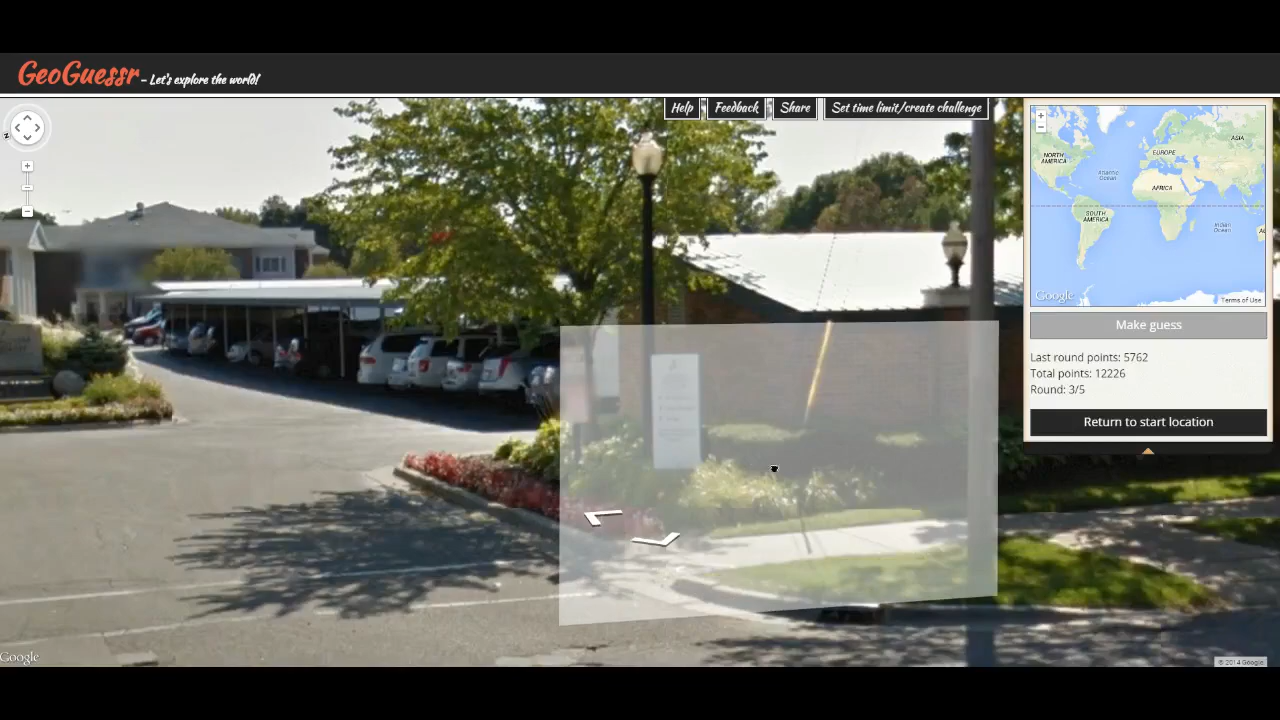 GeoGuessr - Let's explore the world!
Help
Feedback
Share
Set time limit/create challenge
+
−
NORTH AMERICA
Atlantic Ocean
EUROPE
ASIA
AFRICA
SOUTH AMERICA
Indian Ocean
Google
Terms of Use
Make guess
Last round points: 5762
Total points: 12226
Round: 3/5
Return to start location
Google
© 2014 Google